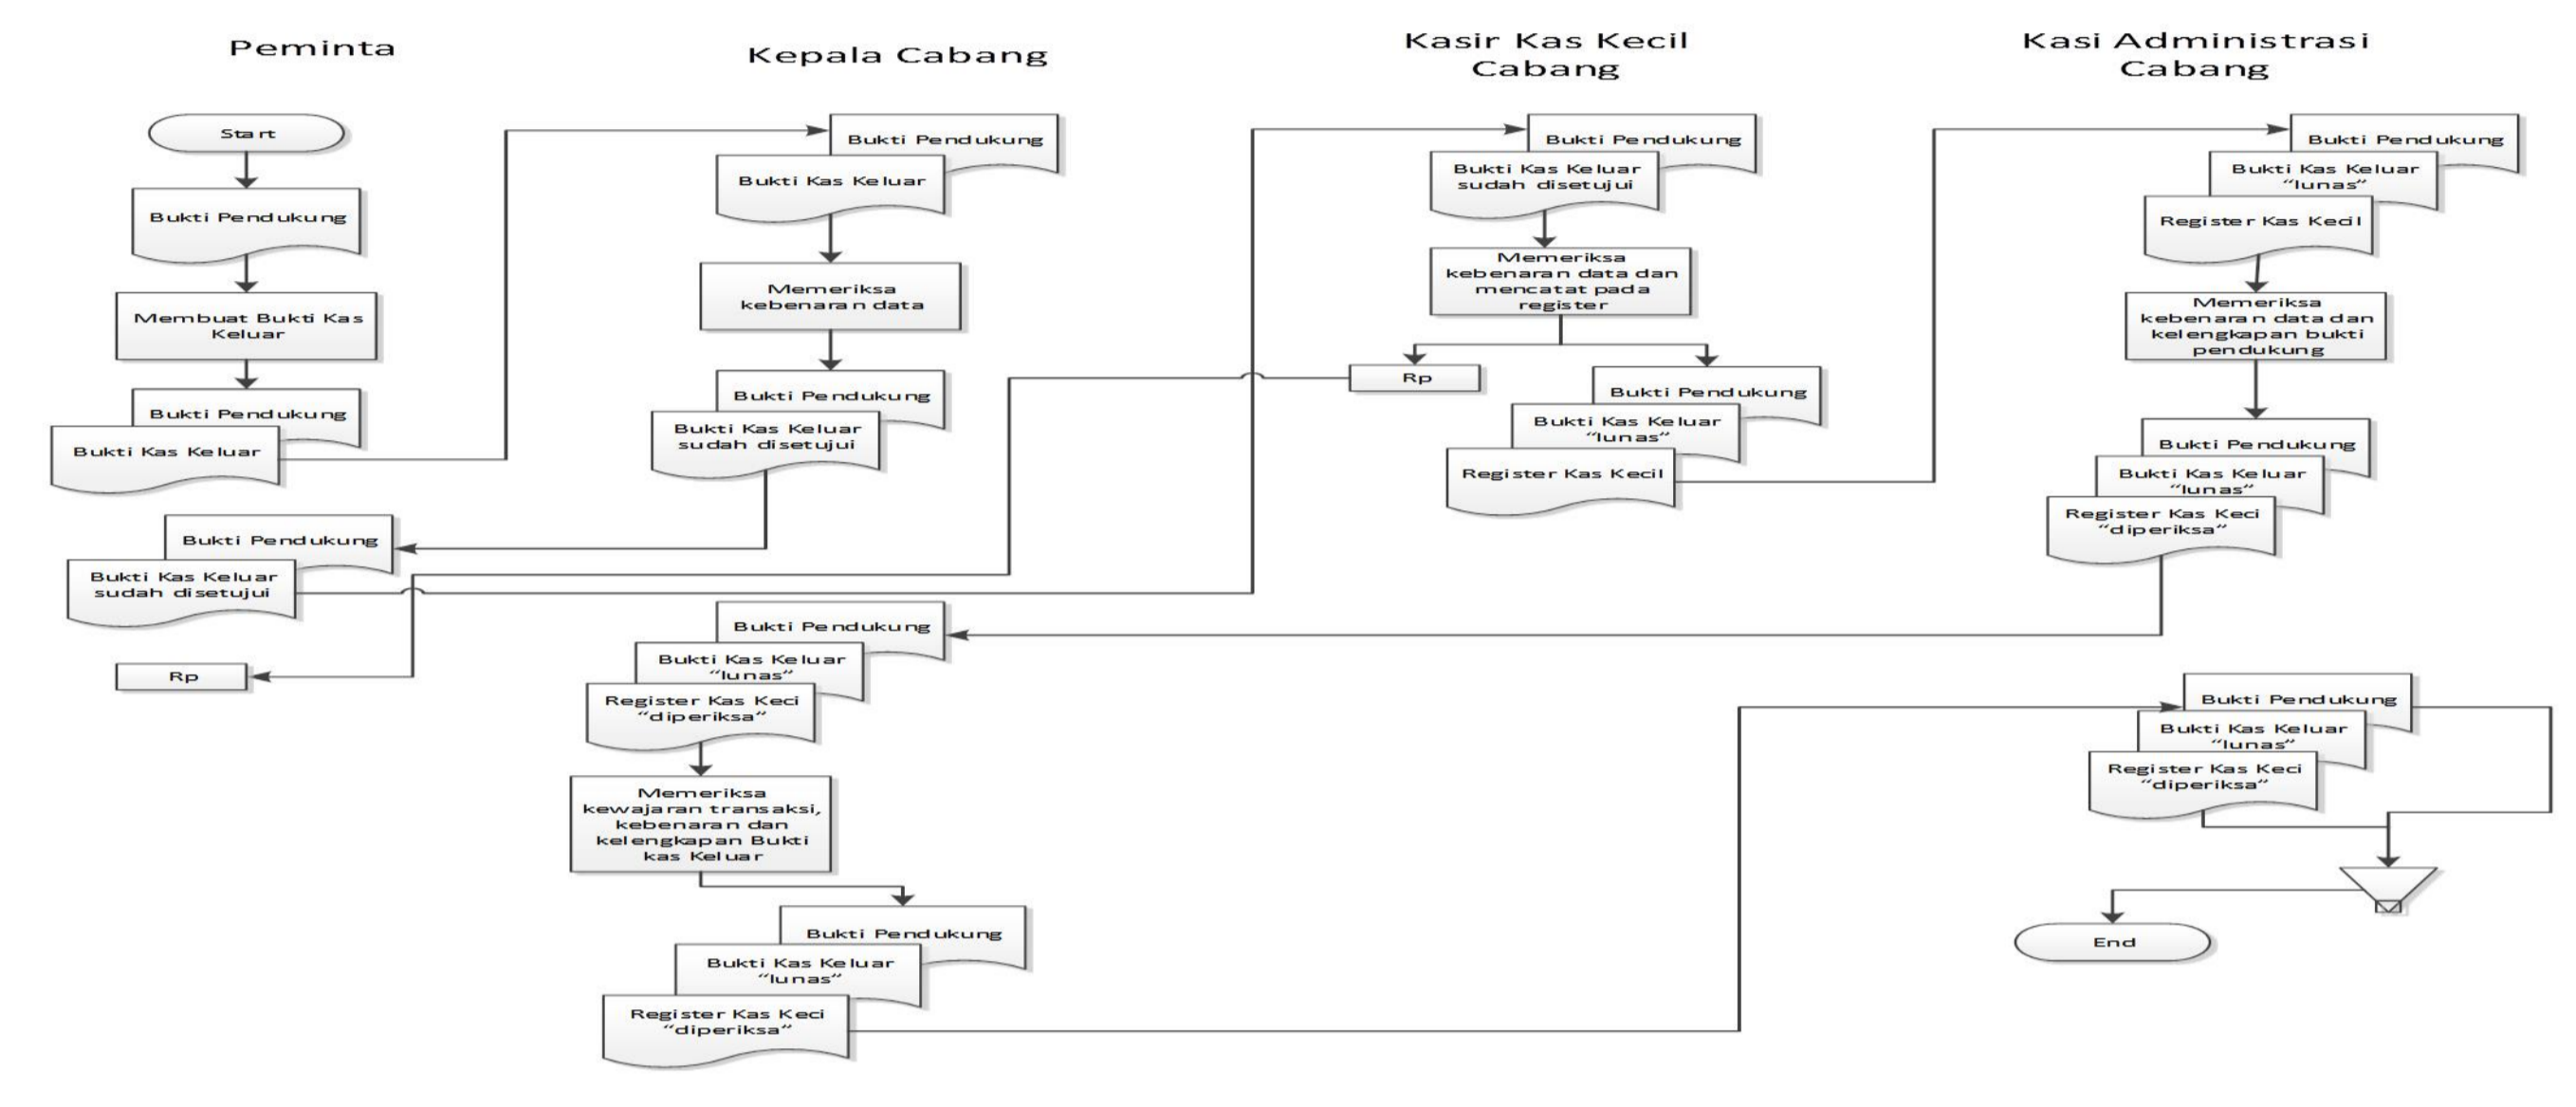 Peminta
Start
Bukti Pendukung
Membuat Bukti Kas
Keluar
Bukti Pendukung
Bukti Kas Keluar
Bukti Pendukung
Bukti Kas Keluar
sudah disetujui
Rp
Kepala Cabang
Bukti Pendukung
Bukti Kas Keluar
Memeriksa
kebenaran data
Bukti Pendukung
Bukti Kas Keluar
sudah disetujui
Bukti Pendukung
Bukti Kas Keluar
“lunas”
Register Kas Keci
“diperiksa”
Memeriksa
kewajaran transaksi,
kebenaran dan
kelengkapan Bukti
kas Keluar
Bukti Pendukung
Bukti Kas Keluar
“lunas”
Register Kas Keci
“diperiksa”
Kasir Kas Kecil
Cabang
Bukti Pendukung
Bukti Kas Keluar
sudah disetujui
Memeriksa
kebenaran data dan
mencatat pada
register
Rp
Bukti Pendukung
Bukti Kas Keluar
“lunas”
Register Kas Kecil
Kasi Administrasi
Cabang
Bukti Pendukung
Bukti Kas Keluar
“lunas”
Register Kas Kecil
Memeriksa
kebenaran data dan
kelengkapan bukti
pendukung
Bukti Pendukung
Bukti Kas Keluar
“lunas”
Register Kas Keci
“diperiksa”
Bukti Pendukung
Bukti Kas Keluar
“lunas”
Register Kas Keci
“diperiksa”
End